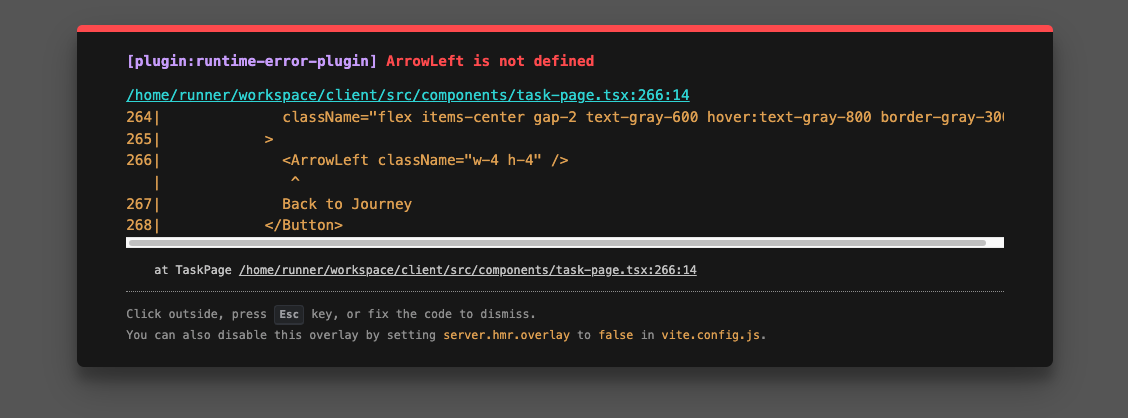 [plugin:runtime-error-plugin] ArrowLeft is not defined
/home/runner/workspace/client/src/components/task-page.tsx:266:14
264|              className="flex items-center gap-2 text-gray-600 hover:text-gray-800 border-gray-300
265|            >
266|              <ArrowLeft className="w-4 h-4" />
   |               ^
267|              Back to Journey
268|            </Button>
at TaskPage /home/runner/workspace/client/src/components/task-page.tsx:266:14
Click outside, press Esc key, or fix the code to dismiss.
You can also disable this overlay by setting server.hmr.overlay to false in vite.config.js.